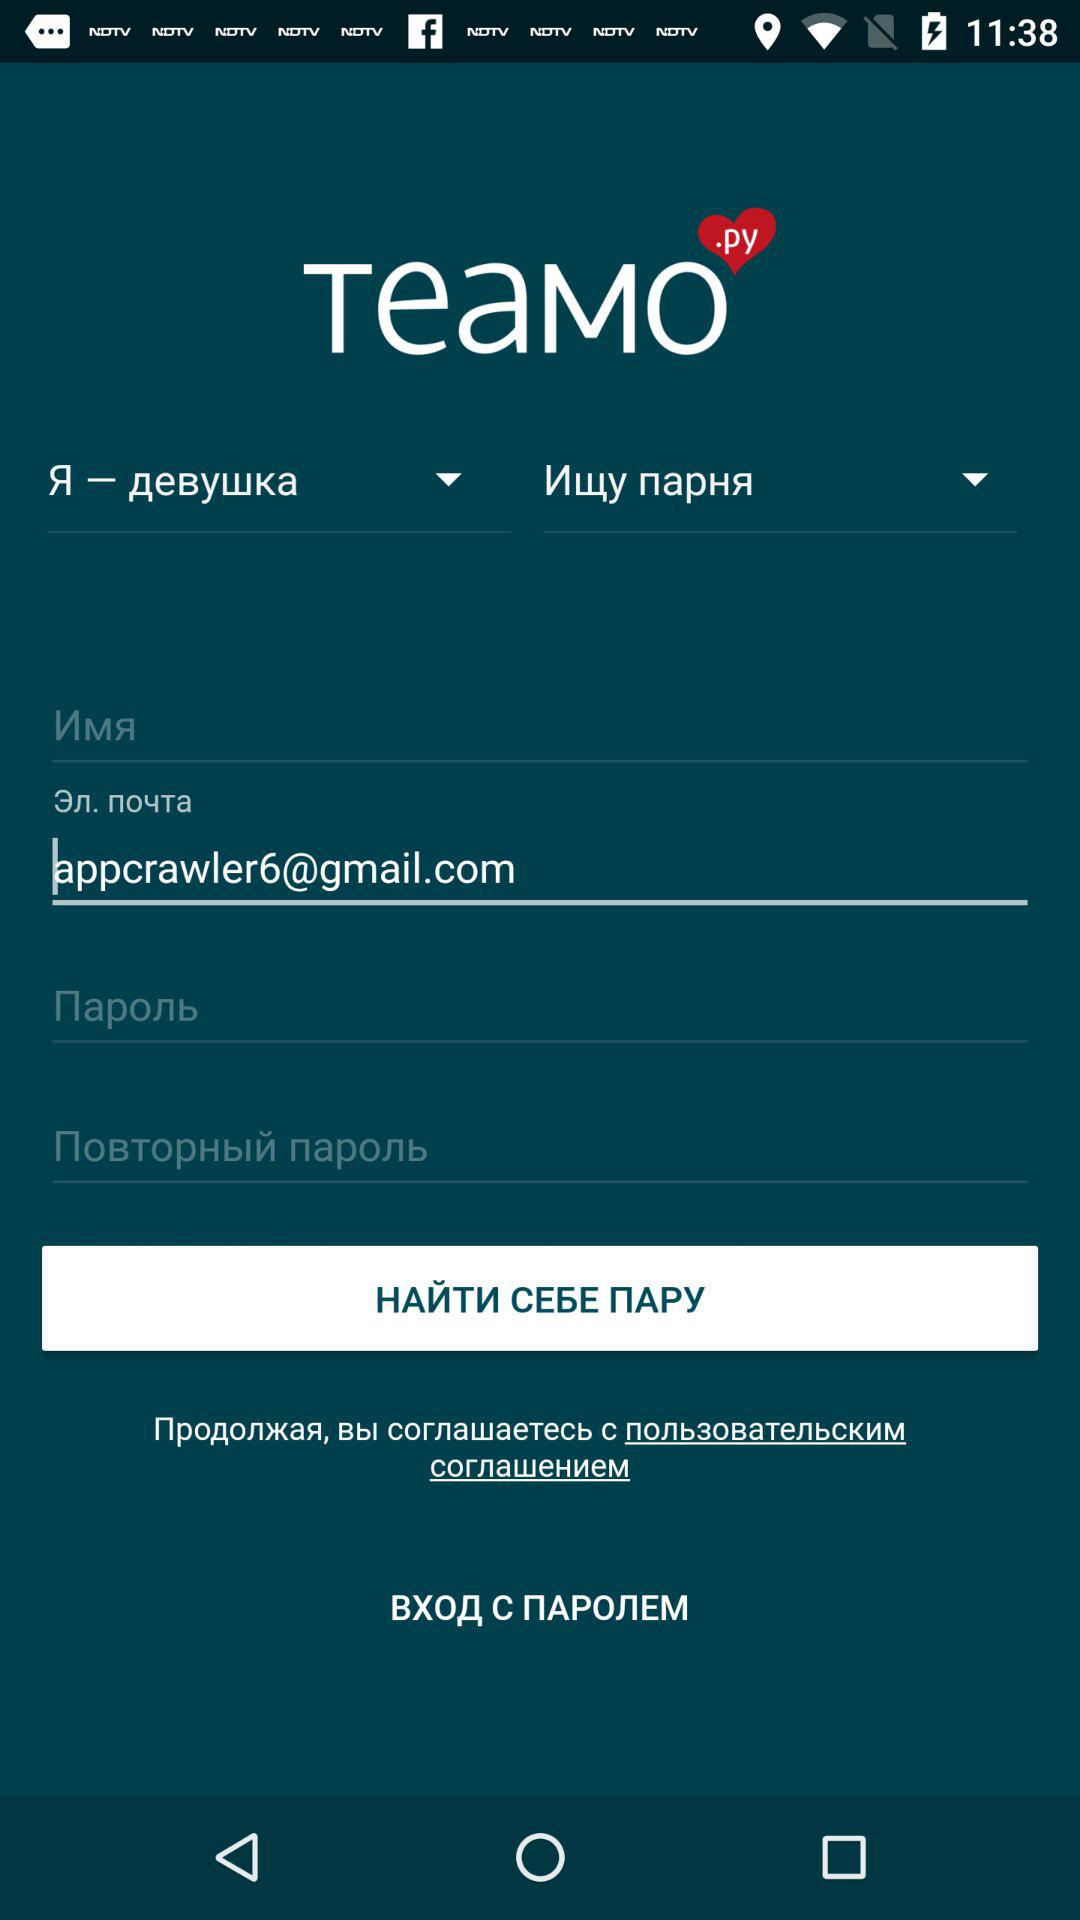 NDTV NDTV NDTV NDTV NDTV NDTV NDTV NDTV NDTV 11:38
теамо.ру
Я — девушка
Ищу парня
Имя
Эл. почта
appcrawler6@gmail.com
Пароль
Повторный пароль
НАЙТИ СЕБЕ ПАРУ
Продолжая, вы соглашаетесь с пользовательским
соглашением
ВХОД С ПАРОЛЕМ